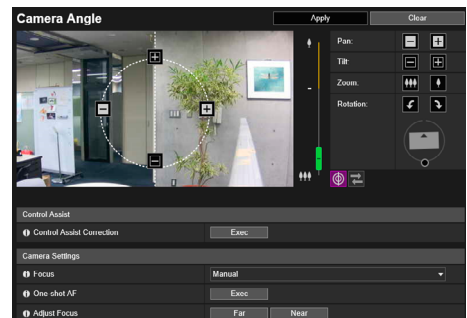 Camera Angle
Apply
Clear
Pan:
Tilt
Zoom.
Rotation:
Control Assist
Control Assist Correction
Exec
Camera Settings
Focus
Manual
One-shot AF
Exec
Adjust Focus
Far
Near